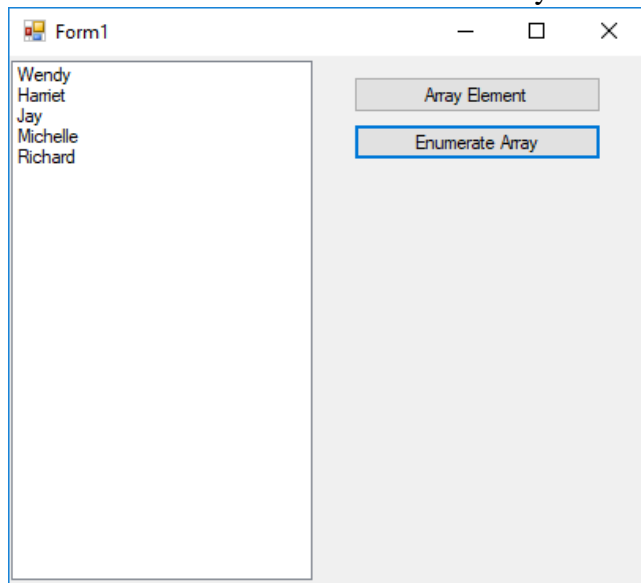 Form1
Wendy
Harriet
Jay
Michelle
Richard
Array Element
Enumerate Array